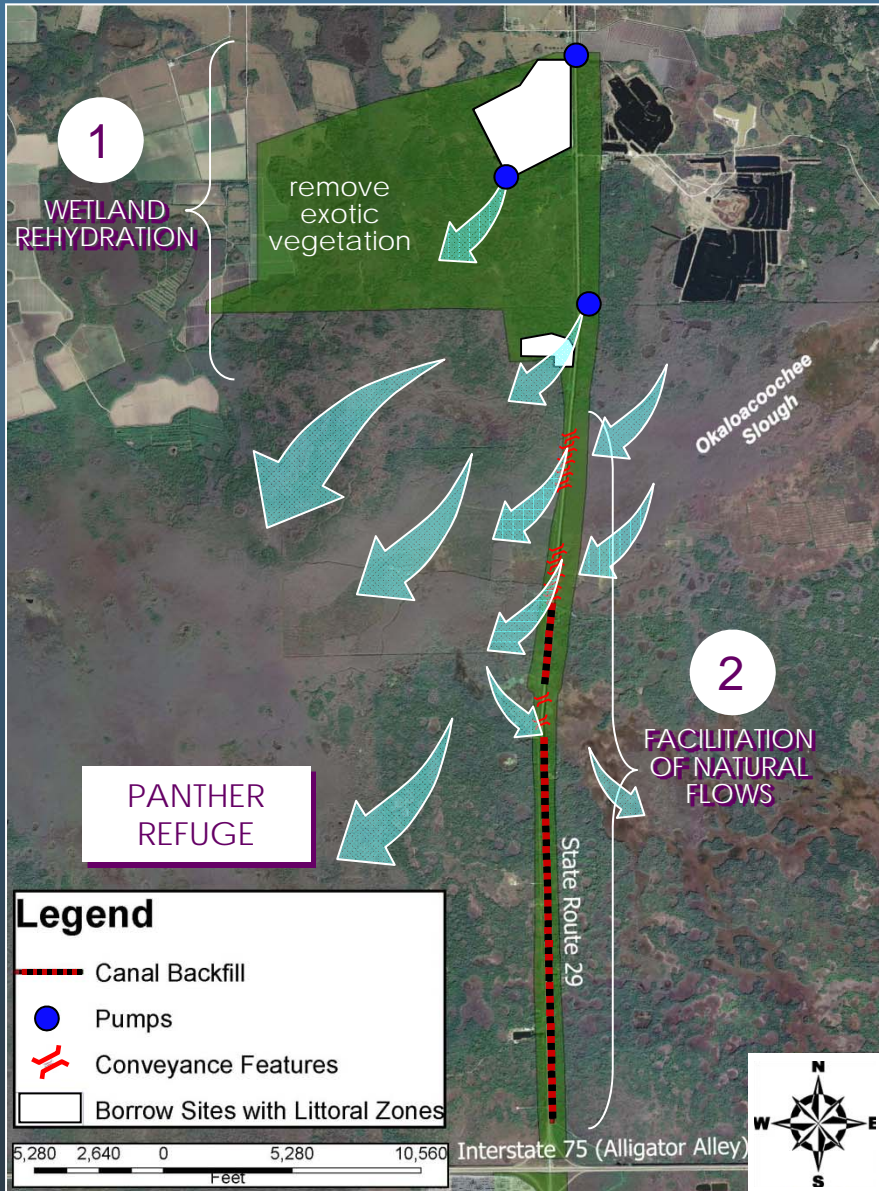 1
WETLAND
REHYDRATION
remove
exotic
vegetation
Okaloacoochee
Slough
2
FACILITATION
OF NATURAL
FLOWS
PANTHER
REFUGE
State Route 29
Legend
Canal Backfill
Pumps
Conveyance Features
Borrow Sites with Littoral Zones
5,280 2,640 0 5,280 10,560
Feet
Interstate 75 (Alligator Alley)
N
W E
S